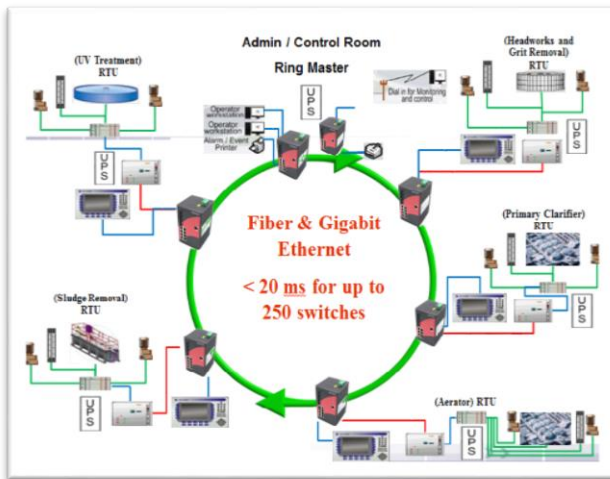 Admin / Control Room
Ring Master
(UV Treatment)
RTU
UPS
Operator
workstation
Operator
workstation
Alarm / Event
Printer
UPS
Dial in for Monitoring
and control
(Headworks and
Grit Removal)
RTU
UPS
Fiber & Gigabit
Ethernet
< 20 ms for up to
250 switches
(Primary Clarifier)
RTU
UPS
(Sludge Removal)
RTU
UPS
(Aerator) RTU
UPS